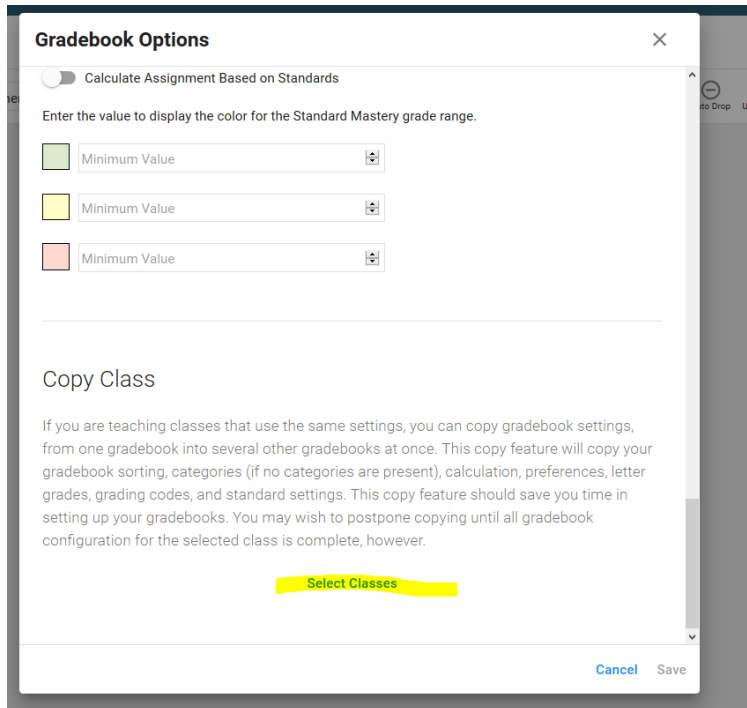 Gradebook Options
Calculate Assignment Based on Standards
Enter the value to display the color for the Standard Mastery grade range.
Minimum Value
Minimum Value
Minimum Value
Copy Class
If you are teaching classes that use the same settings, you can copy gradebook settings,
from one gradebook into several other gradebooks at once. This copy feature will copy your
gradebook sorting, categories (if no categories are present), calculation, preferences, letter
grades, grading codes, and standard settings. This copy feature should save you time in
setting up your gradebooks. You may wish to postpone copying until all gradebook
configuration for the selected class is complete, however.
Select Classes
Cancel Save
Drop